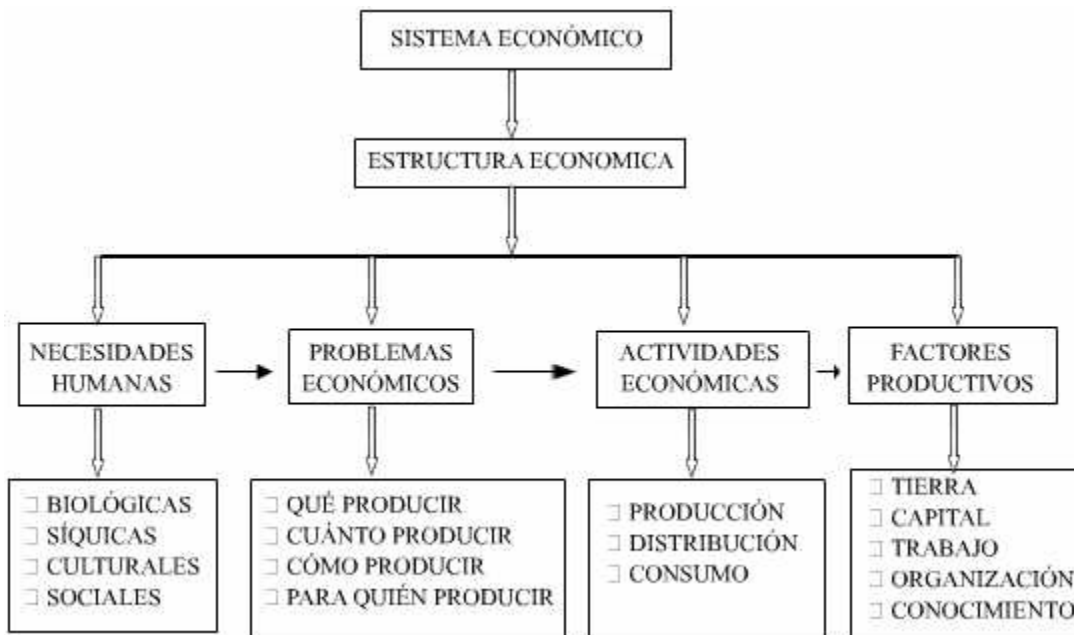 SISTEMA ECONÓMICO
ESTRUCTURA ECONOMICA
NECESIDADES
HUMANAS
PROBLEMAS
ECONÓMICOS
ACTIVIDADES
ECONÓMICAS
FACTORES
PRODUCTIVOS
BIOLÓGICAS
SÍQUICAS
CULTURALES
SOCIALES
QUÉ PRODUCIR
CUÁNTO PRODUCIR
CÓMO PRODUCIR
PARA QUIÉN PRODUCIR
PRODUCCIÓN
DISTRIBUCIÓN
CONSUMO
TIERRA
CAPITAL
TRABAJO
ORGANIZACIÓN
CONOCIMIENTO